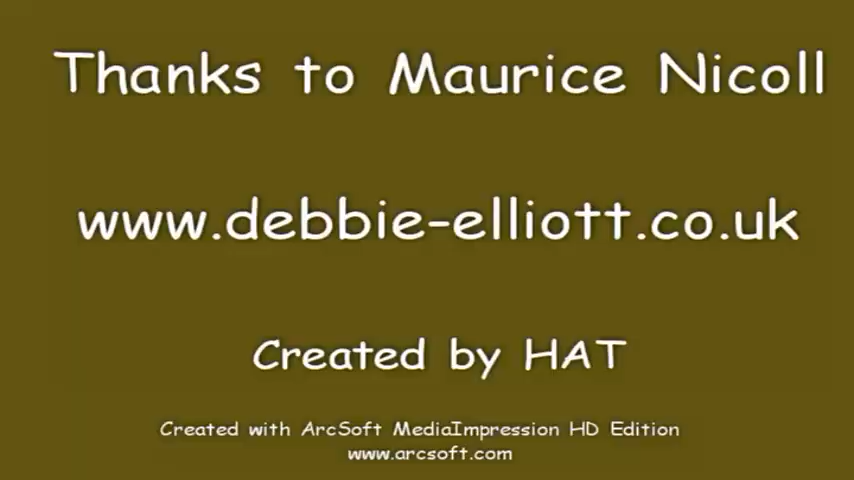 Thanks to Maurice Nicoll
www.debbie-elliott.co.uk
Created by HAT
Created with ArcSoft MediaImpression HD Edition
www.arcsoft.com